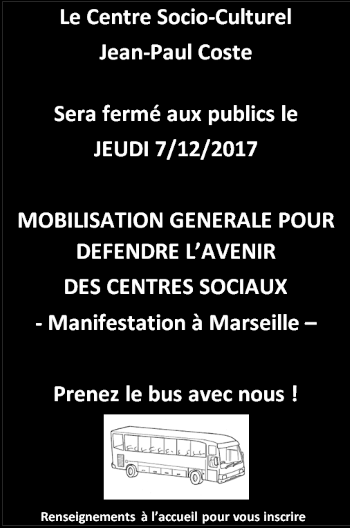 Le Centre Socio-Culturel
Jean-Paul Coste
Sera fermé aux publics le
JEUDI 7/12/2017
MOBILISATION GENERALE POUR
DEFENDRE L’AVENIR
DES CENTRES SOCIAUX
- Manifestation à Marseille –
Prenez le bus avec nous !
Renseignements à l’accueil pour vous inscrire